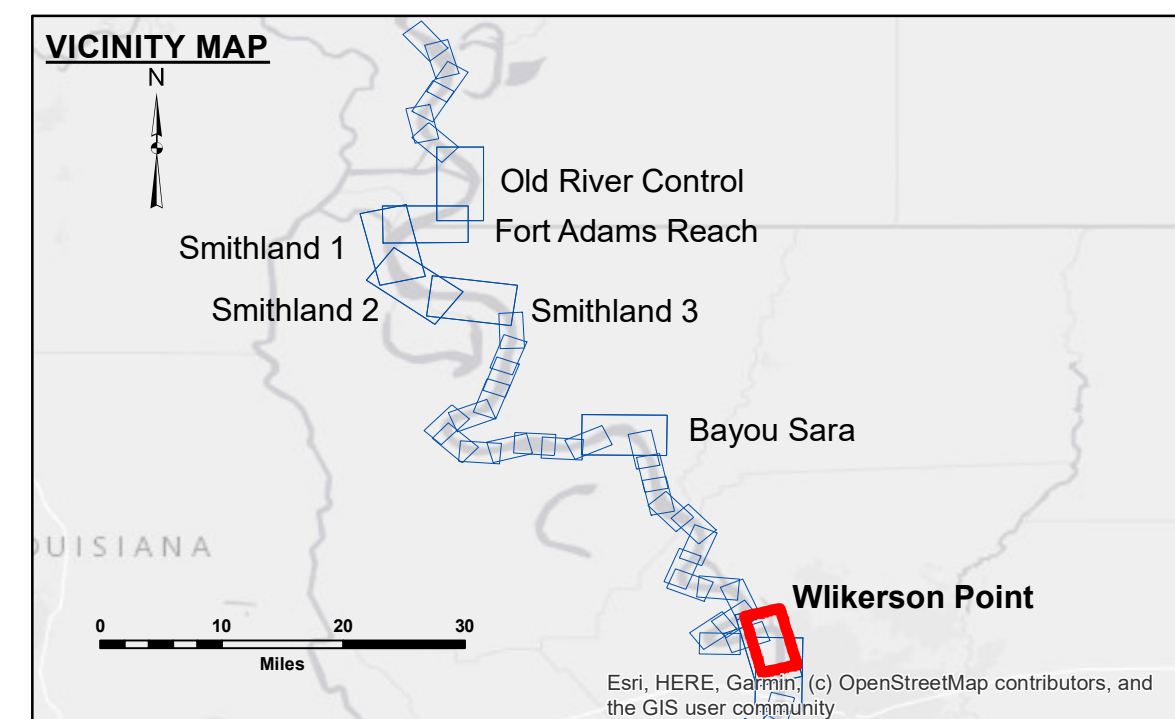 VICINITY MAP
N
Old River Control
Fort Adams Reach
Smithland 1
Smithland 2
Smithland 3
Bayou Sara
OUISIANA
Wlikerson Point
0 10 20 30
Miles
Esri, HERE, Garmin, (c) OpenStreetMap contributors, and
the GIS user community